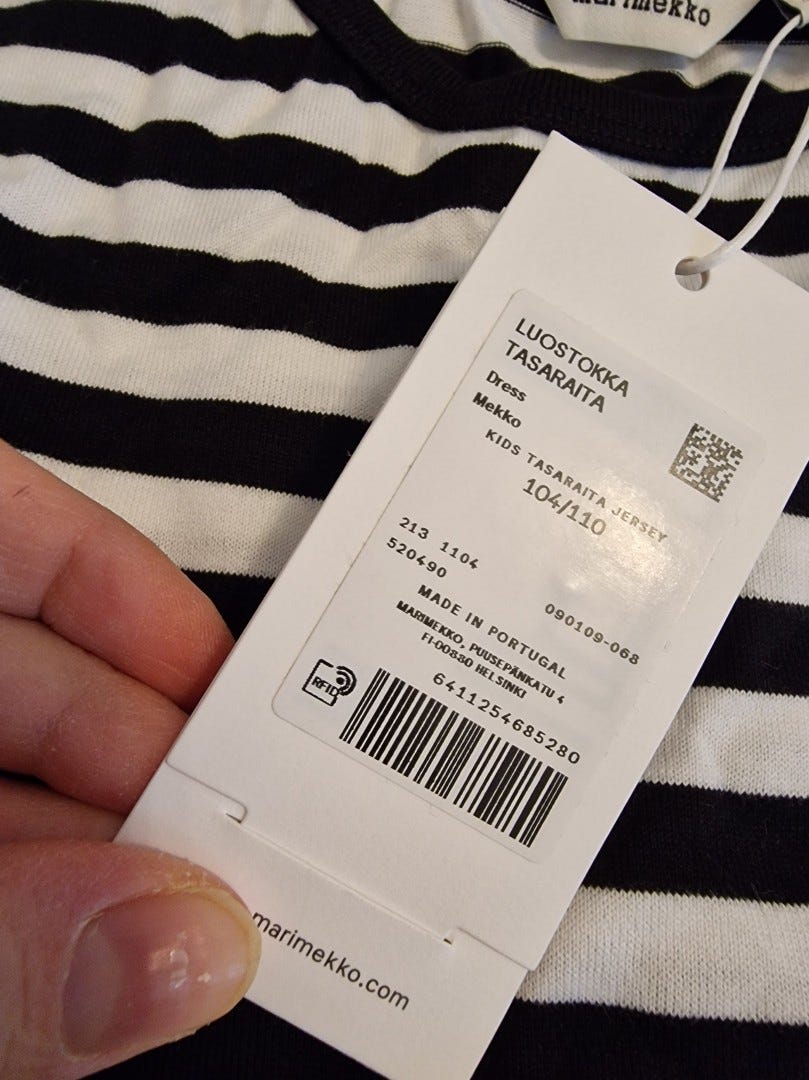 marimekko
LUOSTOKKA
TASARAITA
Dress
Mekko
KIDS TASARAITA JERSEY
104/110
213 1104
520490
090109-068
MADE IN PORTUGAL
MARIMEKKO, PUUSEPÄNKATU 4
FI-00880 HELSINKI
RFID
6411254685280
marimekko.com